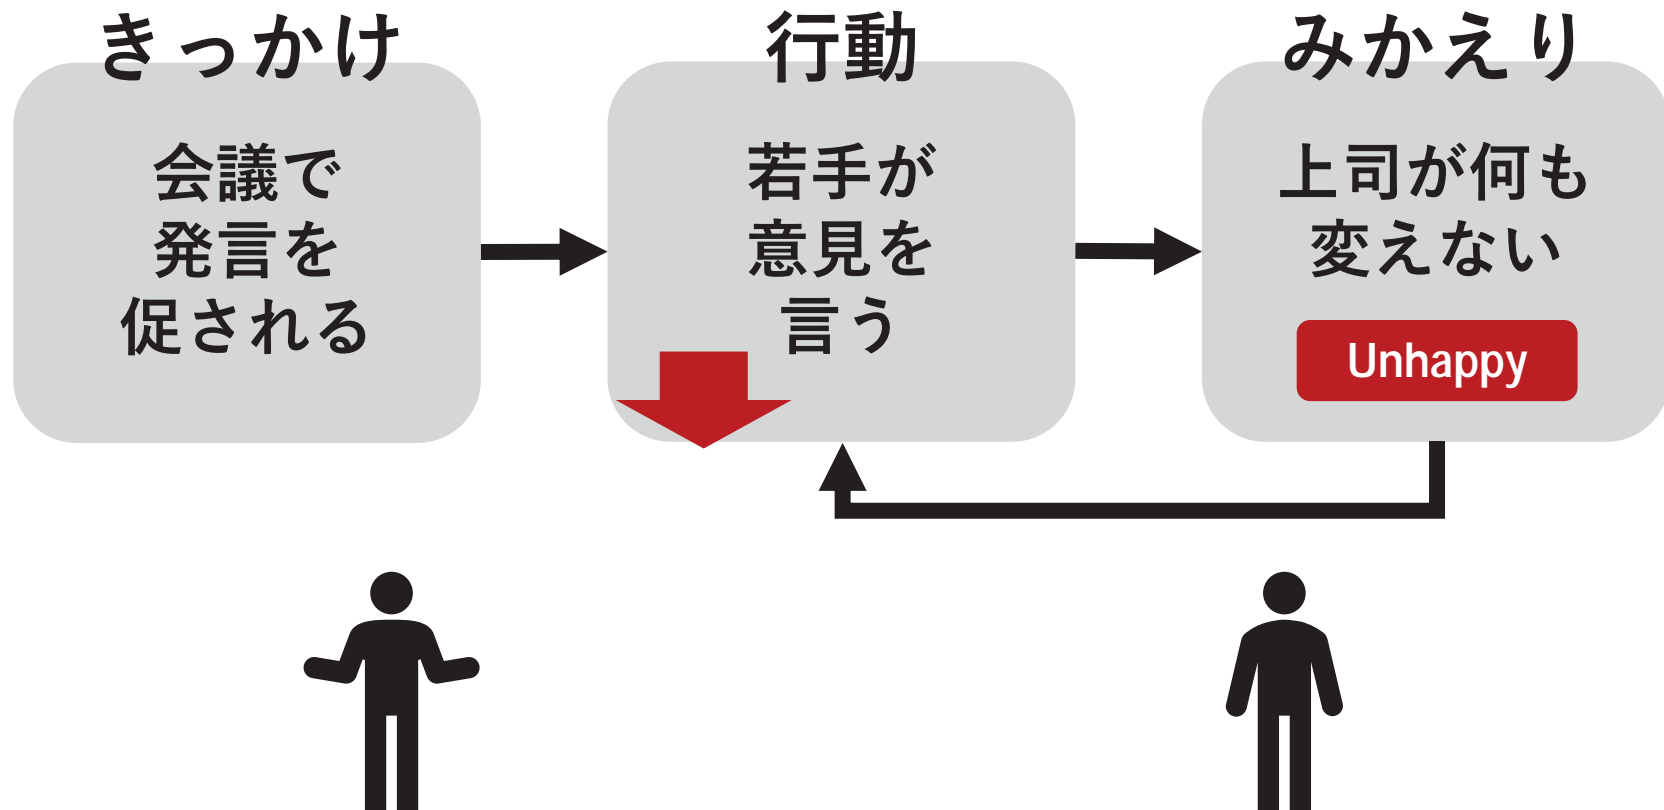 きっかけ
会議で
発言を
促される
行動
若手が
意見を
言う
みかえり
上司が何も
変えない
Unhappy